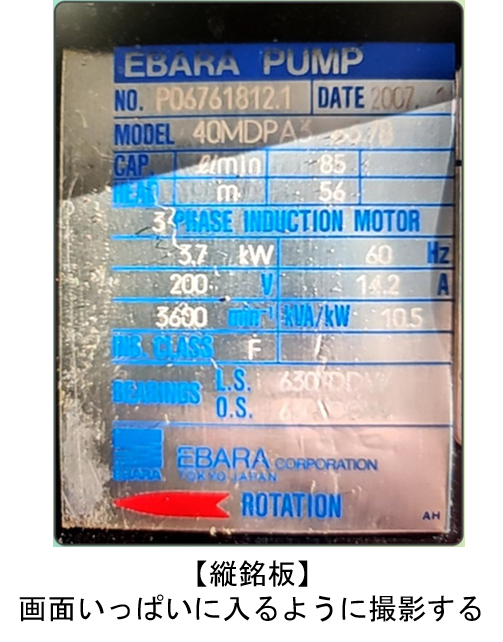 EBARA PUMP
NO. P06761812.1 DATE 2007.
MODEL 40MDPA3
CAP. ℓ/min 85
HEAD m 56
3 PHASE INDUCTION MOTOR
3.7 kW 60 Hz
200 V 14.2 A
3600 min⁻¹ KVA/kW 10.5
INS. CLASS F
BEARINGS L.S.
O.S.
EBARA
EBARA CORPORATION
TOKYO JAPAN
ROTATION
AH
【縦銘板】
画面いっぱいに入るように撮影する